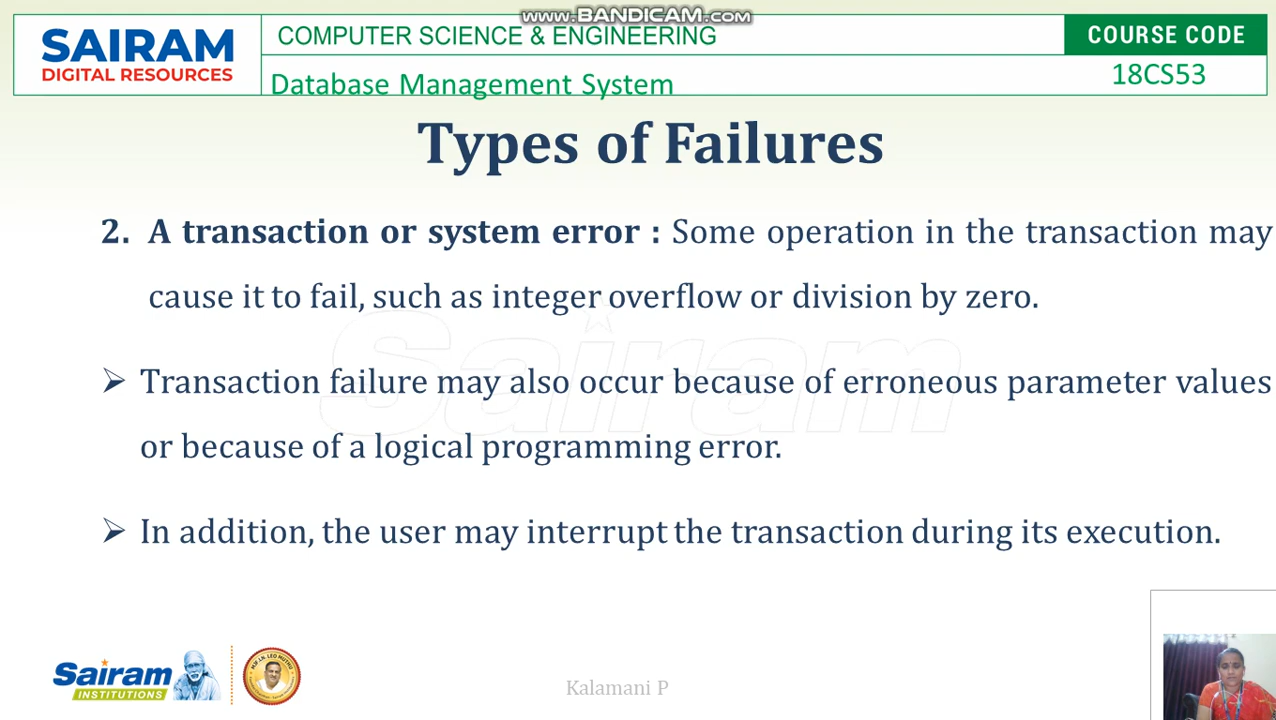 www.BANDICAM.com
SAIRAM
DIGITAL RESOURCES
COMPUTER SCIENCE & ENGINEERING
COURSE CODE
Database Management System
18CS53
Types of Failures
2. A transaction or system error : Some operation in the transaction may
cause it to fail, such as integer overflow or division by zero.
Sairam
➢ Transaction failure may also occur because of erroneous parameter values
or because of a logical programming error.
➢ In addition, the user may interrupt the transaction during its execution.
Sairam
INSTITUTIONS
Kalamani P